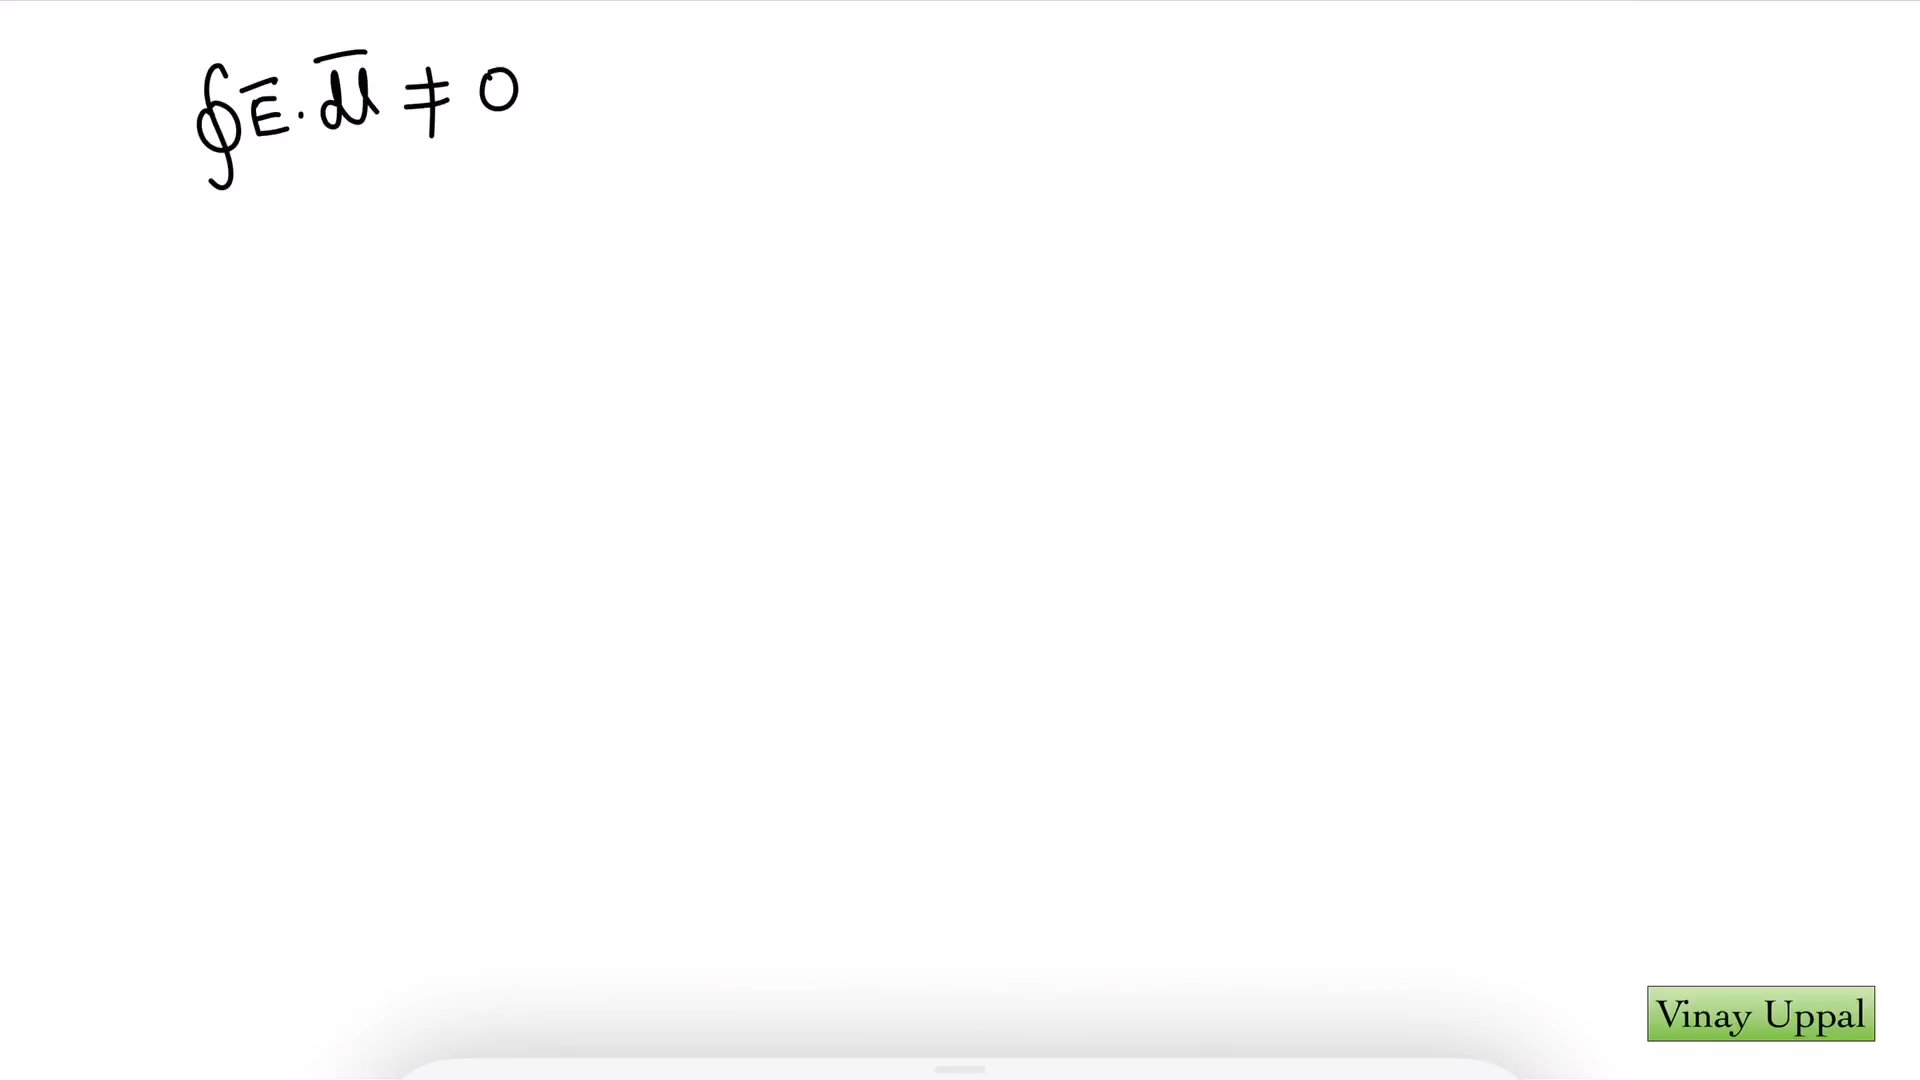 ∮E̅ . d̅l̅ ≠ 0
Vinay Uppal